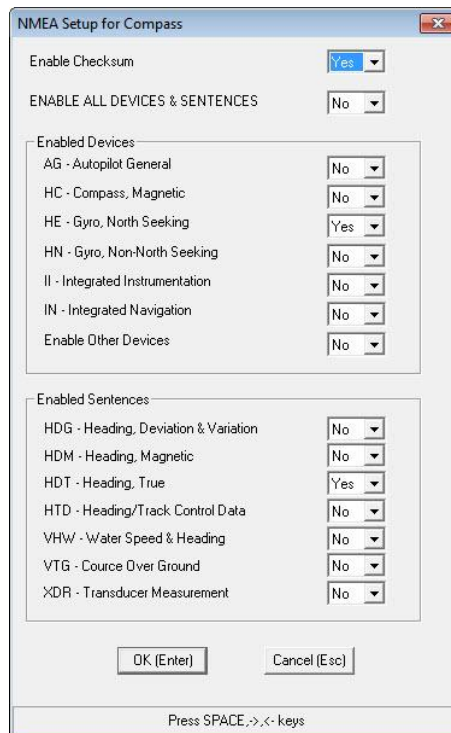 NMEA Setup for Compass
Enable Checksum Yes
ENABLE ALL DEVICES & SENTENCES No
Enabled Devices
AG - Autopilot General No
HC - Compass, Magnetic No
HE - Gyro, North Seeking Yes
HN - Gyro, Non-North Seeking No
II - Integrated Instrumentation No
IN - Integrated Navigation No
Enable Other Devices No
Enabled Sentences
HDG - Heading, Deviation & Variation No
HDM - Heading, Magnetic No
HDT - Heading, True Yes
HTD - Heading/Track Control Data No
VHW - Water Speed & Heading No
VTG - Cource Over Ground No
XDR - Transducer Measurement No
OK (Enter) Cancel (Esc)
Press SPACE,->,<- keys